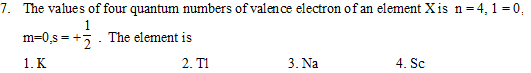 7. The values of four quantum numbers of valence electron of an element X is n = 4, 1 = 0,
m=0,s = +1/2 . The element is
1. K 2. Tl 3. Na 4. Sc